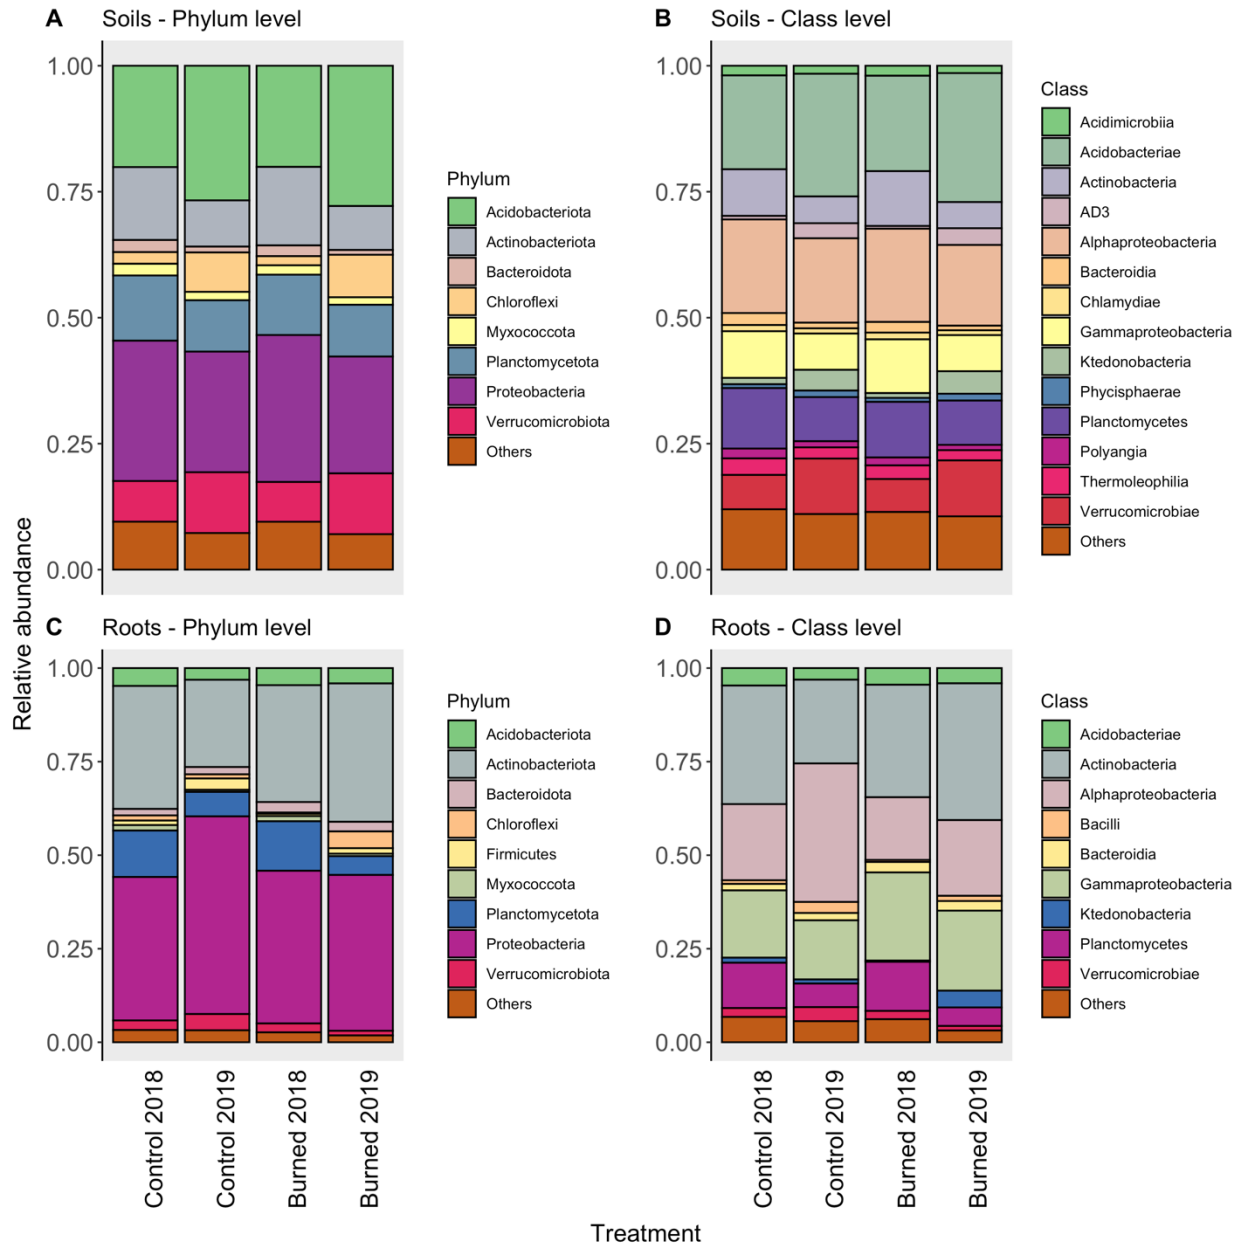 A Soils - Phylum level
1.00
0.75
0.50
0.25
0.00
Phylum
Acidobacteriota
Actinobacteriota
Bacteroidota
Chloroflexi
Myxococcota
Planctomycetota
Proteobacteria
Verrucomicrobiota
Others
B Soils - Class level
1.00
0.75
0.50
0.25
0.00
Class
Acidimicrobiia
Acidobacteriae
Actinobacteria
AD3
Alphaproteobacteria
Bacteroidia
Chlamydiae
Gammaproteobacteria
Ktedonobacteria
Phycisphaerae
Planctomycetes
Polyangia
Thermoleophilia
Verrucomicrobiae
Others
Relative abundance
C Roots - Phylum level
1.00
0.75
0.50
0.25
0.00
Control 2018
Control 2019
Burned 2018
Burned 2019
Phylum
Acidobacteriota
Actinobacteriota
Bacteroidota
Chloroflexi
Firmicutes
Myxococcota
Planctomycetota
Proteobacteria
Verrucomicrobiota
Others
D Roots - Class level
1.00
0.75
0.50
0.25
0.00
Control 2018
Control 2019
Burned 2018
Burned 2019
Class
Acidobacteriae
Actinobacteria
Alphaproteobacteria
Bacilli
Bacteroidia
Gammaproteobacteria
Ktedonobacteria
Planctomycetes
Verrucomicrobiae
Others
Treatment